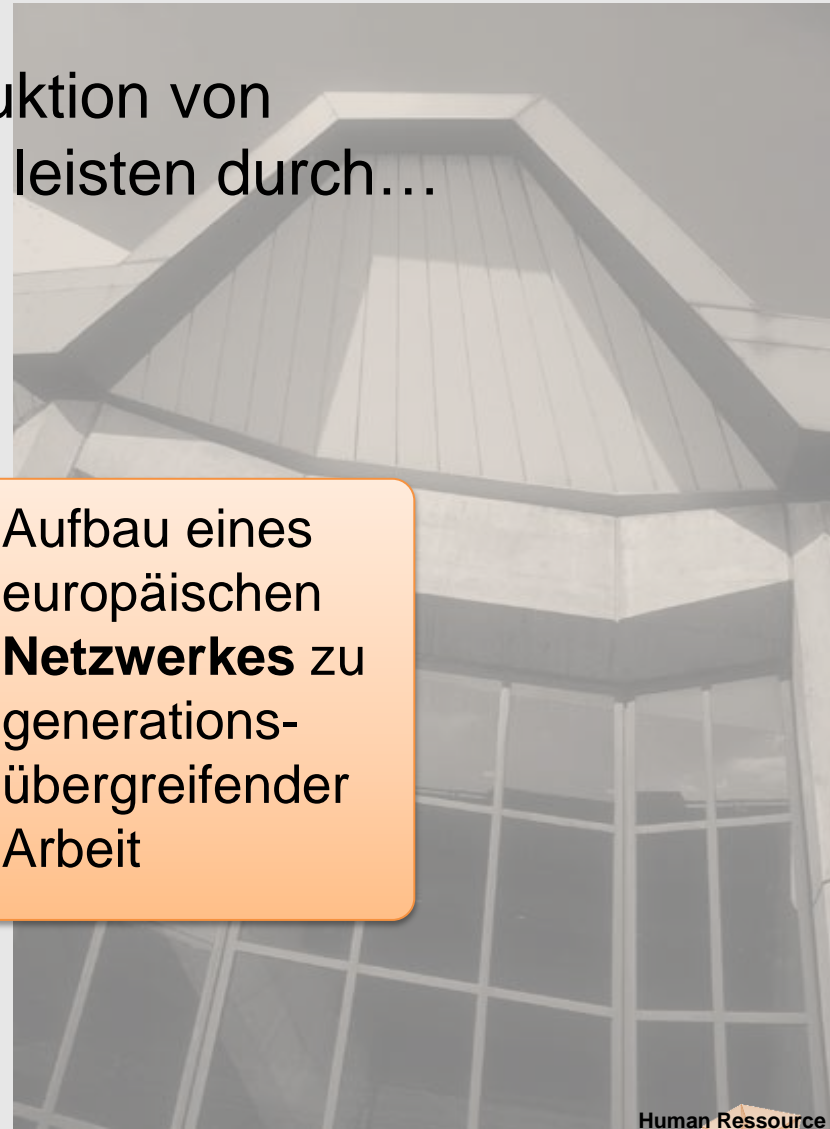 uktion von
leisten durch…
Aufbau eines
europäischen
Netzwerkes zu
generations-
übergreifender
Arbeit
Human Ressource